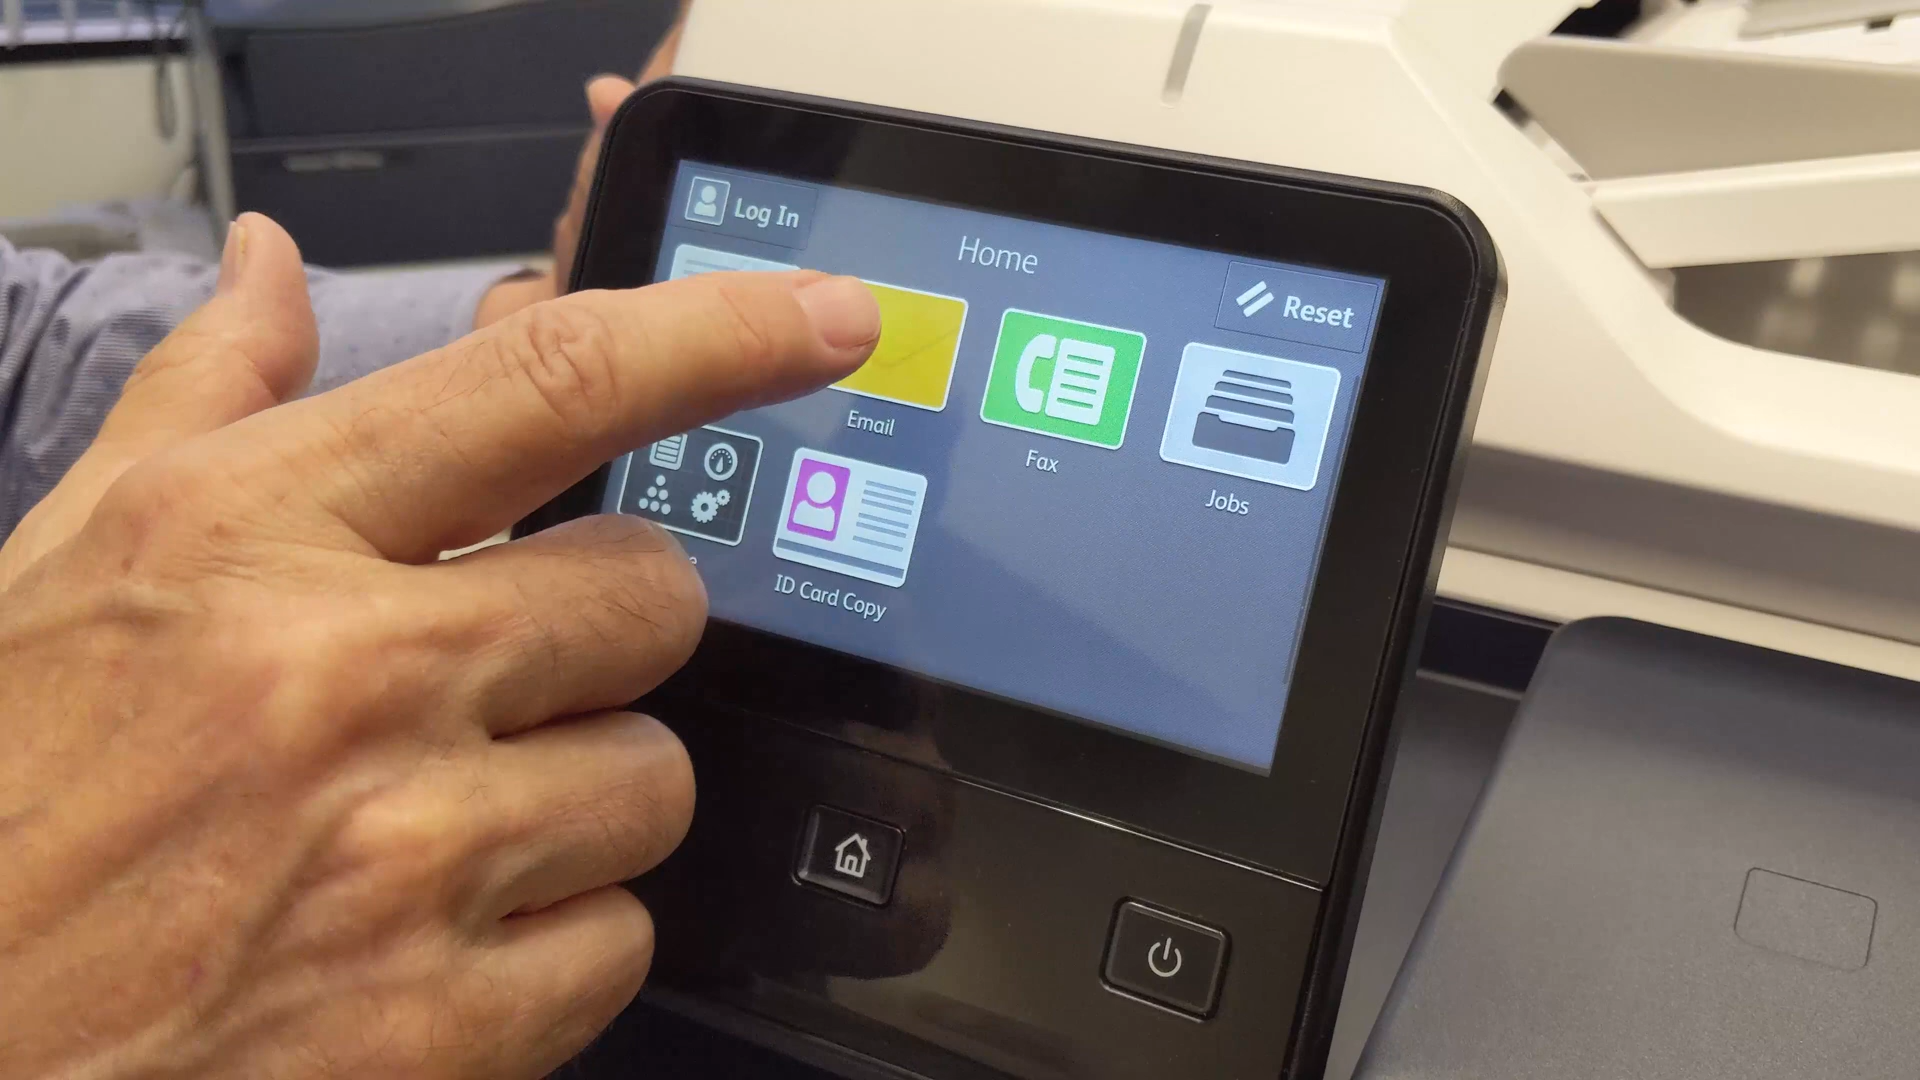 Log In
Home
Reset
Email
Fax
Jobs
ID Card Copy